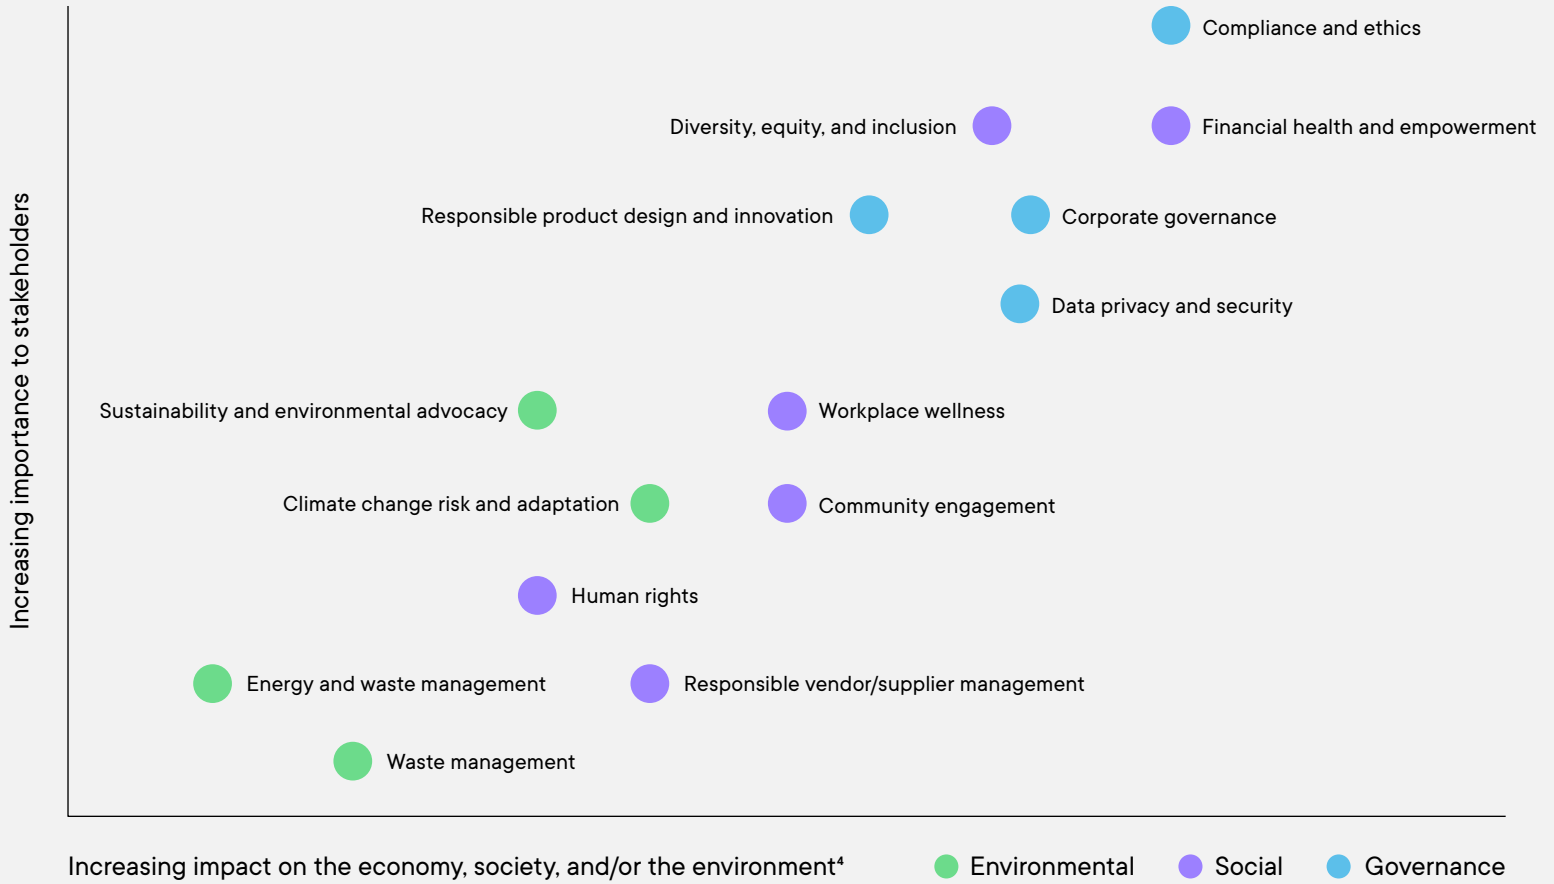 Compliance and ethics
Diversity, equity, and inclusion
Financial health and empowerment
Responsible product design and innovation
Corporate governance
Data privacy and security
Sustainability and environmental advocacy
Workplace wellness
Climate change risk and adaptation
Community engagement
Human rights
Energy and waste management
Responsible vendor/supplier management
Waste management
Increasing importance to stakeholders
Increasing impact on the economy, society, and/or the environment⁴
Environmental
Social
Governance